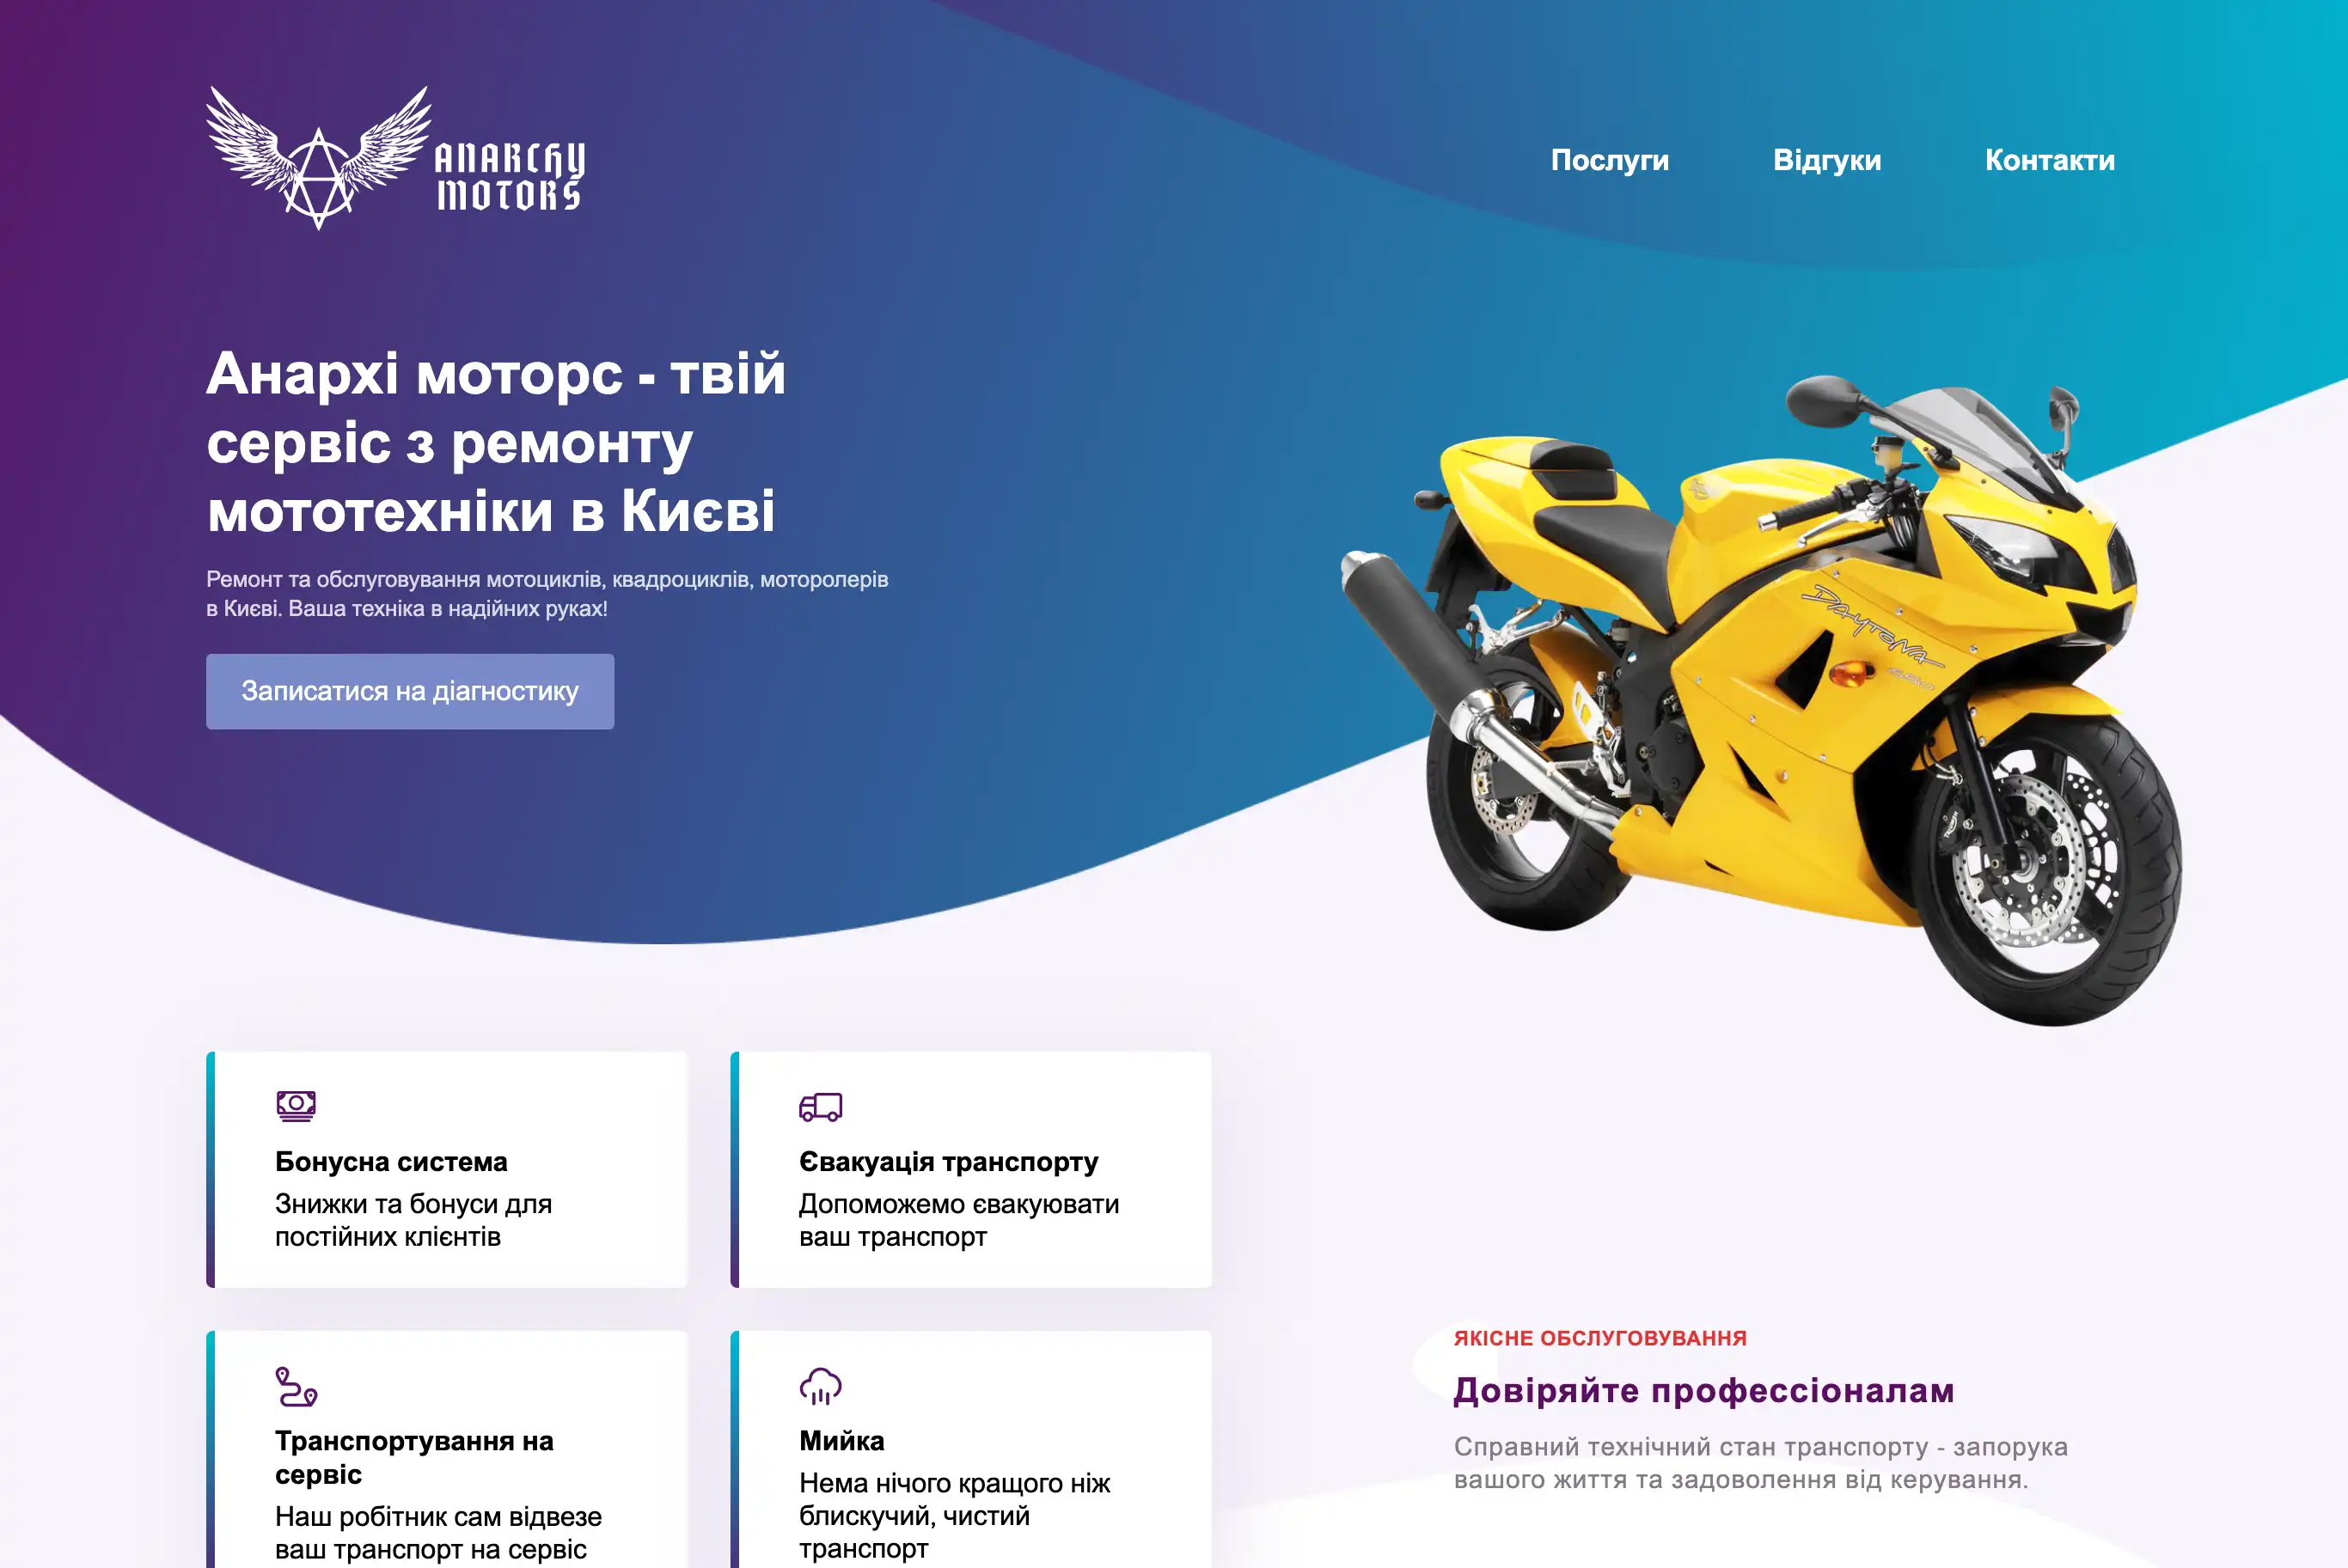 ANARCHY
MOTORS
Послуги
Відгуки
Контакти
Анархі моторс - твій
сервіс з ремонту
мототехніки в Києві
Ремонт та обслуговування мотоциклів, квадроциклів, моторолерів
в Києві. Ваша техніка в надійних руках!
Записатися на діагностику
DAYTONA
Бонусна система
Знижки та бонуси для
постійних клієнтів
Євакуація транспорту
Допоможемо євакуювати
ваш транспорт
Транспортування на
сервіс
Наш робітник сам відвезе
ваш транспорт на сервіс
Мийка
Нема нічого кращого ніж
блискучий, чистий
транспорт
ЯКІСНЕ ОБСЛУГОВУВАННЯ
Довіряйте профессіоналам
Справний технічний стан транспорту - запорука
вашого життя та задоволення від керування.